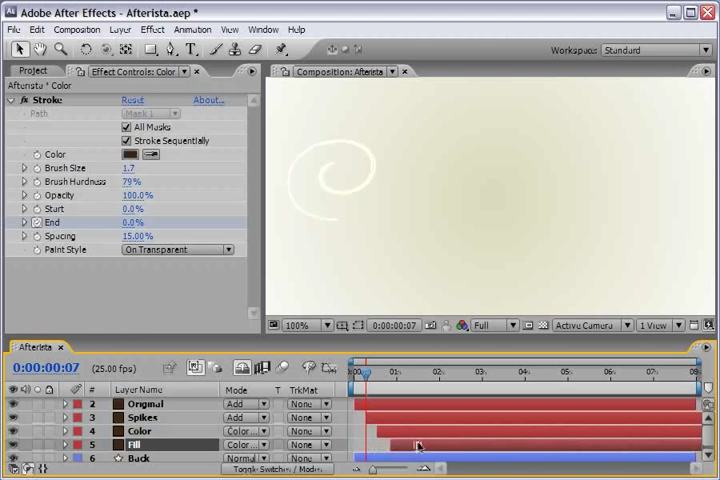 Adobe After Effects - Afterista.aep *
File Edit Composition Layer Effect Animation View Window Help
Workspace: Standard
Project Effect Controls: Color Composition: Afterista
Afterista * Color
Stroke Reset About...
Path Mask 1
All Masks
Stroke Sequentially
Color
Brush Size 1.7
Brush Hardness 79%
Opacity 100.0%
Start 0.0%
End 0.0%
Spacing 15.00%
Paint Style On Transparent
100% 0:00:00:07 Full Active Camera 1 View
Afterista
0:00:00:07 (25.00 fps) 01s 02s 03s 04s 05s 06s 07s
# Layer Name Mode T TrkMat
2 Original Add None
3 Spikes Add None
4 Color Color... None
5 Fill Color... None
6 Back Normal None
Toggle Switches / Modes